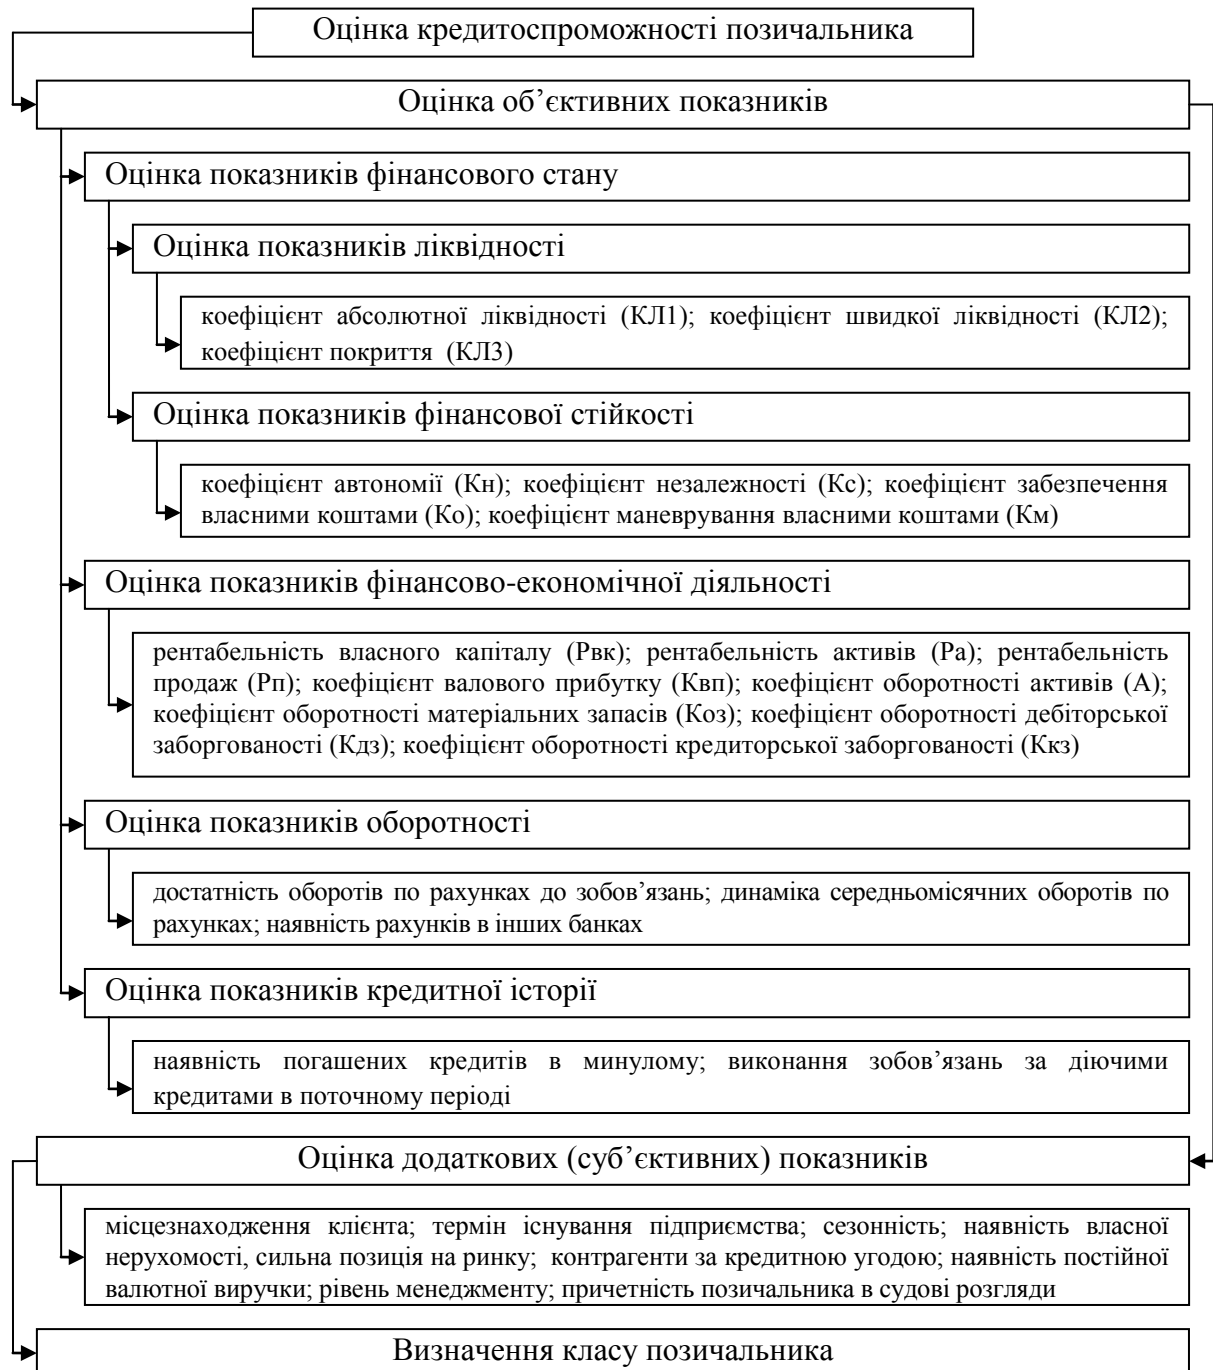 Оцінка кредитоспроможності позичальника
Оцінка об’єктивних показників
Оцінка показників фінансового стану
Оцінка показників ліквідності
коефіцієнт абсолютної ліквідності (КЛ1); коефіцієнт швидкої ліквідності (КЛ2);
коефіцієнт покриття (КЛ3)
Оцінка показників фінансової стійкості
коефіцієнт автономії (Кн); коефіцієнт незалежності (Кс); коефіцієнт забезпечення
власними коштами (Ко); коефіцієнт маневрування власними коштами (Км)
Оцінка показників фінансово-економічної діяльності
рентабельність власного капіталу (Рвк); рентабельність активів (Ра); рентабельність
продаж (Рп); коефіцієнт валового прибутку (Квп); коефіцієнт оборотності активів (А);
коефіцієнт оборотності матеріальних запасів (Коз); коефіцієнт оборотності дебіторської
заборгованості (Кдз); коефіцієнт оборотності кредиторської заборгованості (Ккз)
Оцінка показників оборотності
достатність оборотів по рахунках до зобов’язань; динаміка середньомісячних оборотів по
рахунках; наявність рахунків в інших банках
Оцінка показників кредитної історії
наявність погашених кредитів в минулому; виконання зобов’язань за діючими
кредитами в поточному періоді
Оцінка додаткових (суб’єктивних) показників
місцезнаходження клієнта; термін існування підприємства; сезонність; наявність власної
нерухомості, сильна позиція на ринку; контрагенти за кредитною угодою; наявність постійної
валютної виручки; рівень менеджменту; причетність позичальника в судові розгляди
Визначення класу позичальника